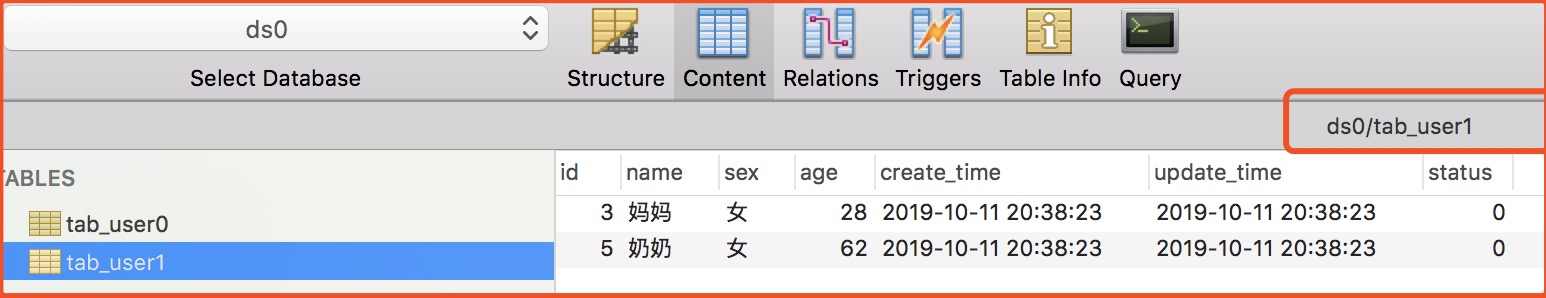 ds0
Select Database
Structure Content Relations Triggers Table Info Query
ds0/tab_user1
TABLES
tab_user0
tab_user1
id name sex age create_time update_time status
3 妈妈 女 28 2019-10-11 20:38:23 2019-10-11 20:38:23 0
5 奶奶 女 62 2019-10-11 20:38:23 2019-10-11 20:38:23 0